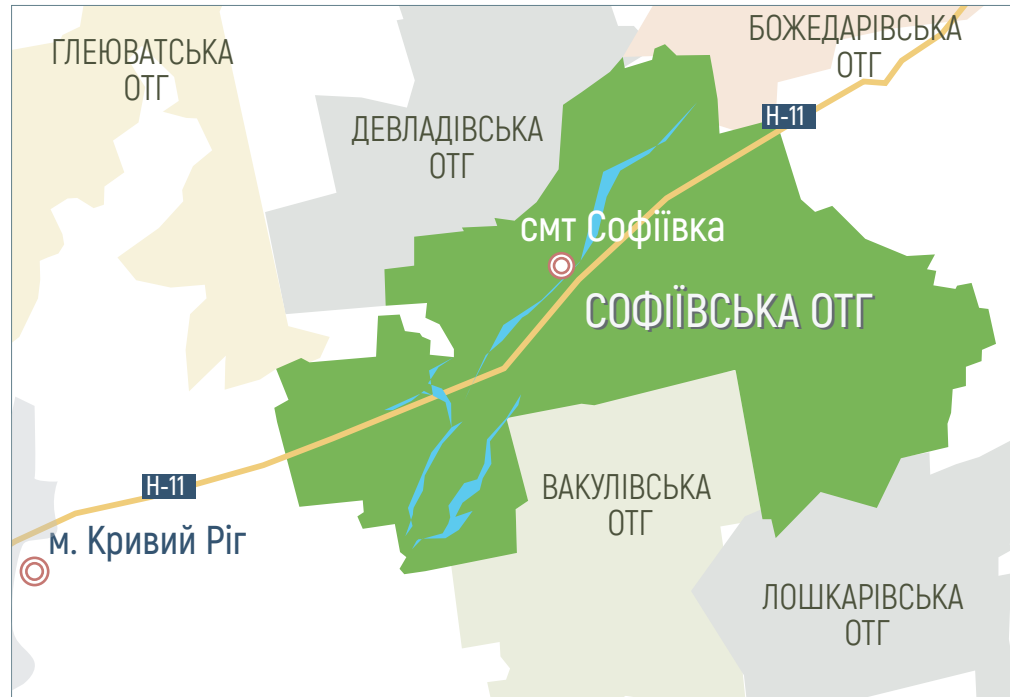 ГЛЕЮВАТСЬКА
ОТГ
БОЖЕДАРІВСЬКА
ОТГ
ДЕВЛАДІВСЬКА
ОТГ
Н-11
смт Софіївка
СОФІЇВСЬКА ОТГ
Н-11
м. Кривий Ріг
ВАКУЛІВСЬКА
ОТГ
ЛОШКАРІВСЬКА
ОТГ